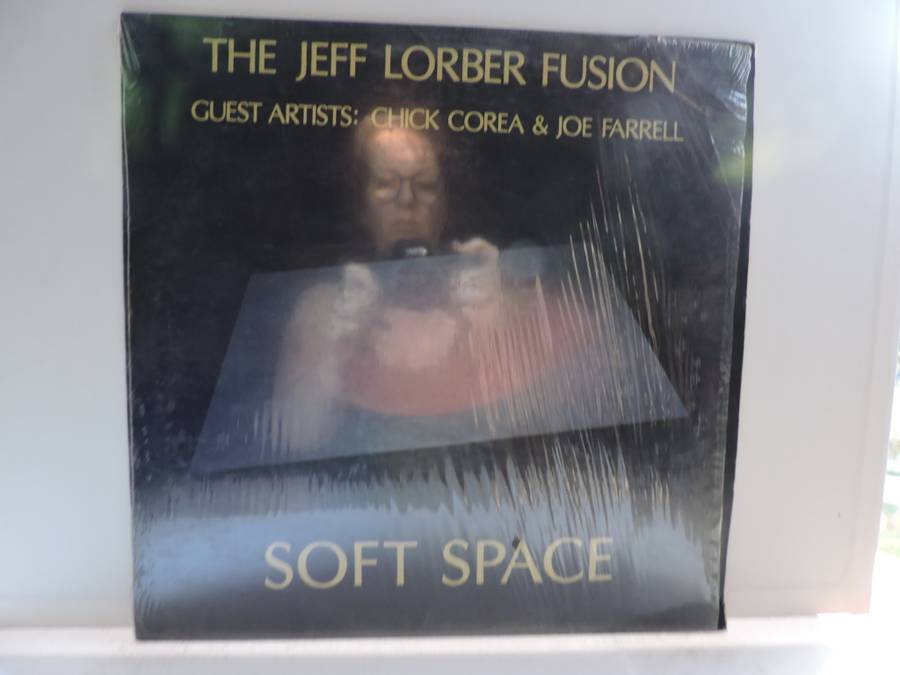 THE JEFF LORBER FUSION
GUEST ARTISTS: CHICK COREA & JOE FARRELL
SOFT SPACE